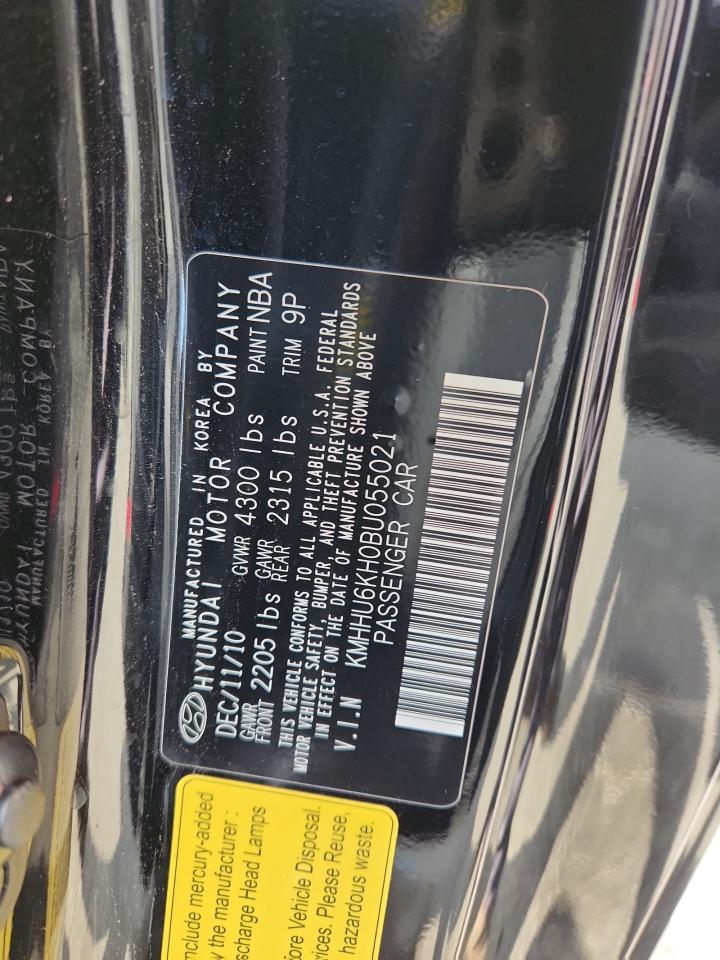 MANUFACTURED IN KOREA BY
HYUNDAI MOTOR COMPANY
DEC/11/10 GVWR 4300 lbs PAINT NBA
GAWR FRONT 2205 lbs GAWR REAR 2315 lbs TRIM 9P
THIS VEHICLE CONFORMS TO ALL APPLICABLE U.S.A. FEDERAL
MOTOR VEHICLE SAFETY, BUMPER, AND THEFT PREVENTION STANDARDS
IN EFFECT ON THE DATE OF MANUFACTURE SHOWN ABOVE
V.I.N KMHHU6KH0BU055021
PASSENGER CAR
include mercury-added
the manufacturer :
Head Lamps
Vehicle Disposal.
Please Reuse,
hazardous waste.